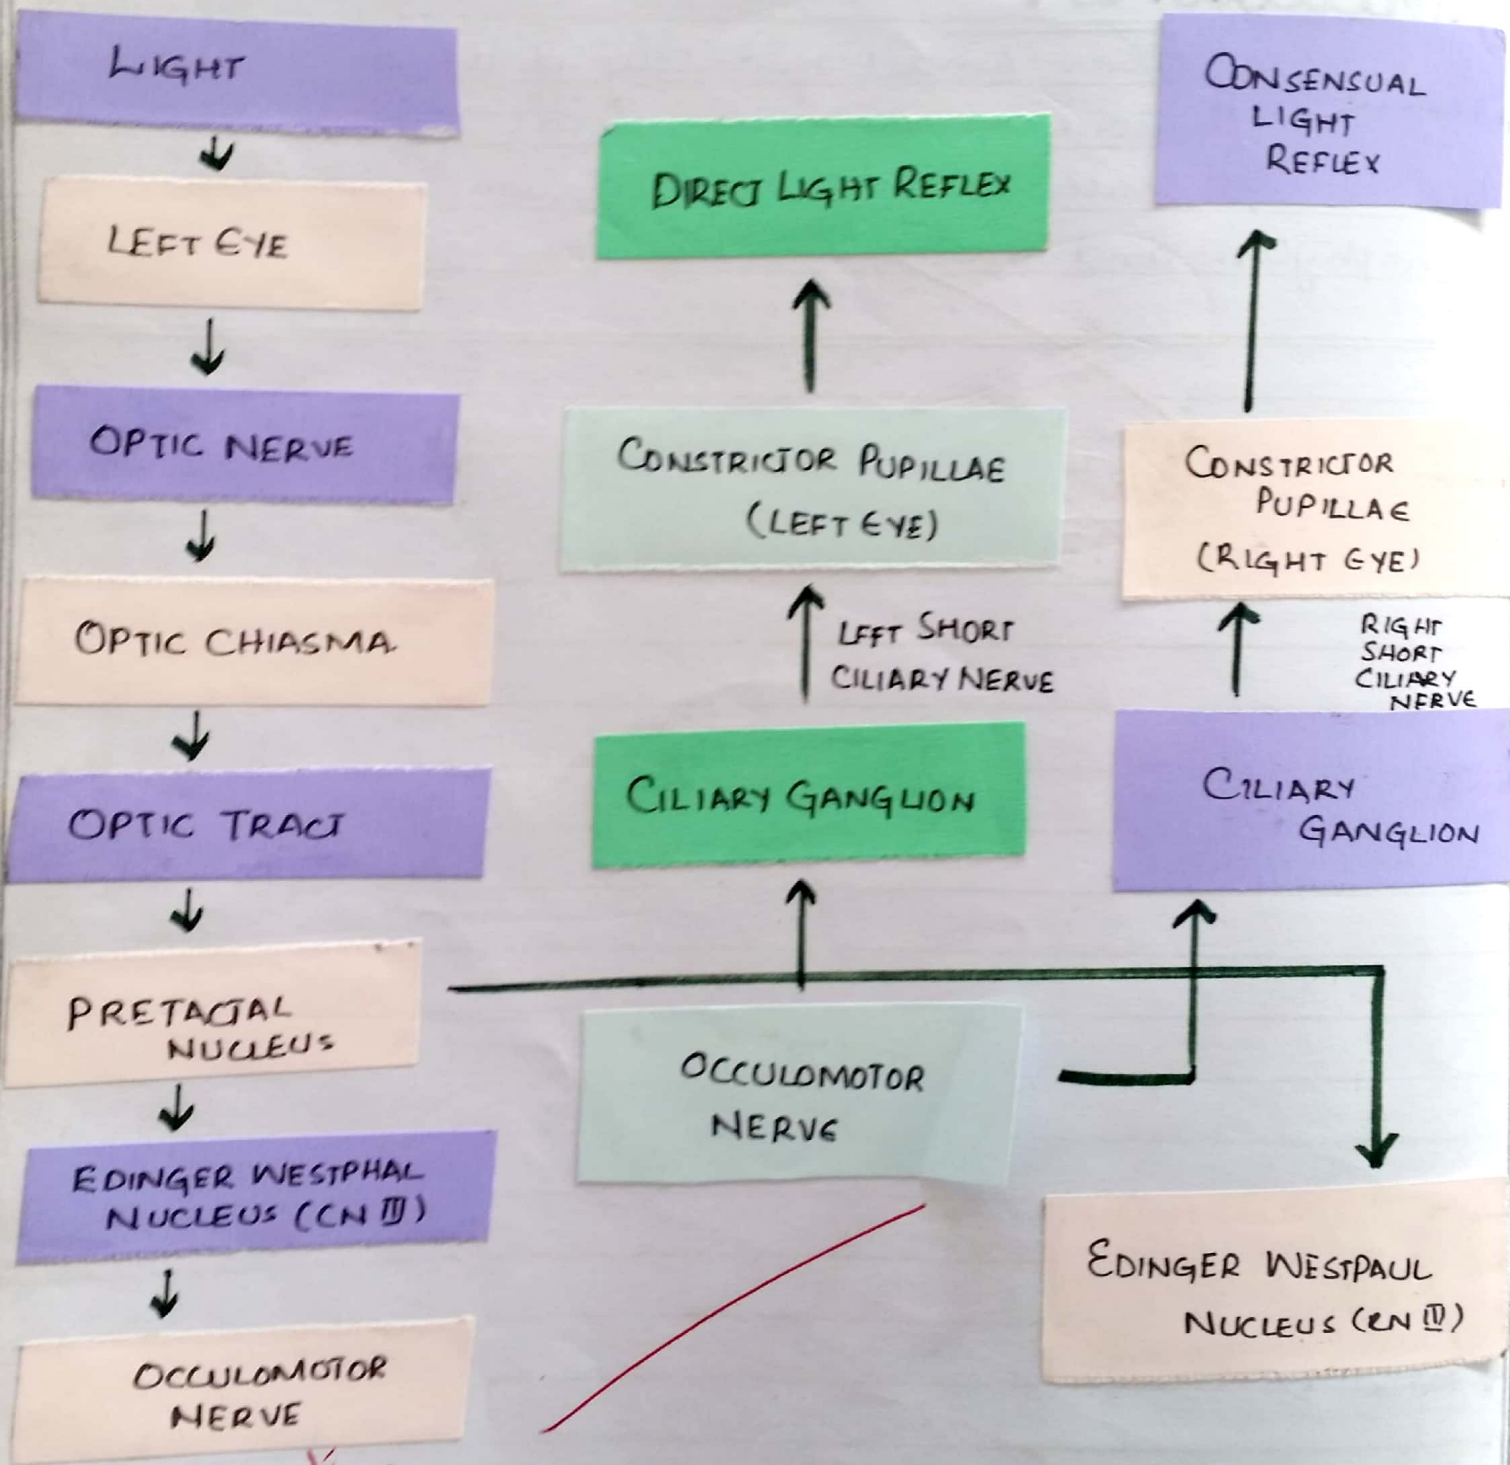 LIGHT
LEFT EYE
OPTIC NERVE
OPTIC CHIASMA
OPTIC TRACT
PRETACTAL
NUCLEUS
EDINGER WESTPHAL
NUCLEUS (CN III)
OCCULOMOTOR
NERVE
DIRECT LIGHT REFLEX
CONSTRICTOR PUPILLAE
(LEFT EYE)
LEFT SHORT
CILIARY NERVE
CILIARY GANGLION
OCCULOMOTOR
NERVE
CONSENSUAL
LIGHT
REFLEX
CONSTRICTOR
PUPILLAE
(RIGHT EYE)
RIGHT
SHORT
CILIARY
NERVE
CILIARY
GANGLION
EDINGER WESTPAUL
NUCLEUS (CN III)